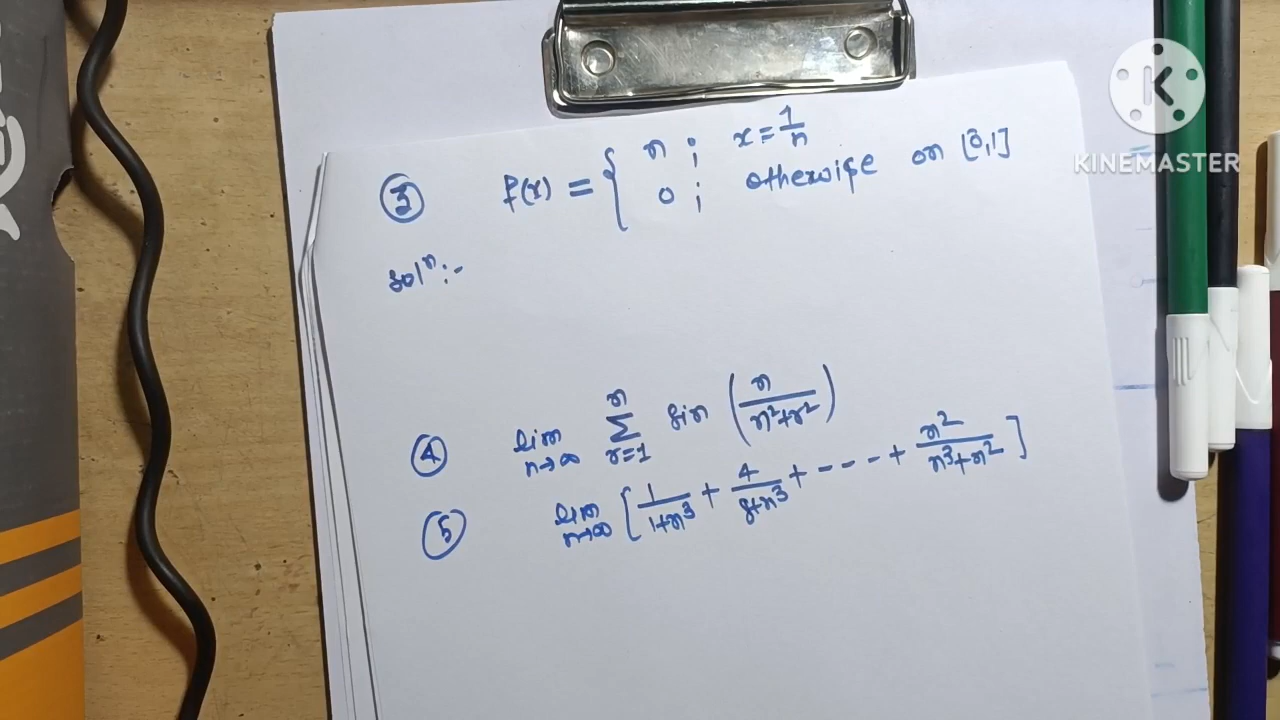 KINEMASTER
③ f(x) = { n ; x = 1/n
0 ; otherwise on [0,1]
Solⁿ:-
④ lim n→∞ Σ r=1 n sin (n/(n²+r²))
⑤ lim n→∞ [1/(1+n³) + 4/(8+n³) + ---- + n²/(n³+n²)]